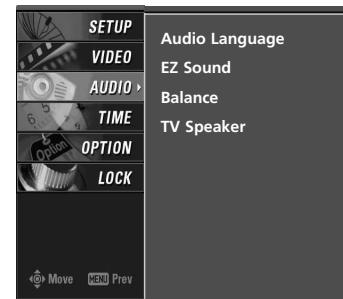 SETUP
VIDEO
AUDIO
TIME
OPTION
LOCK
Move MENU Prev
Audio Language
EZ Sound
Balance
TV Speaker